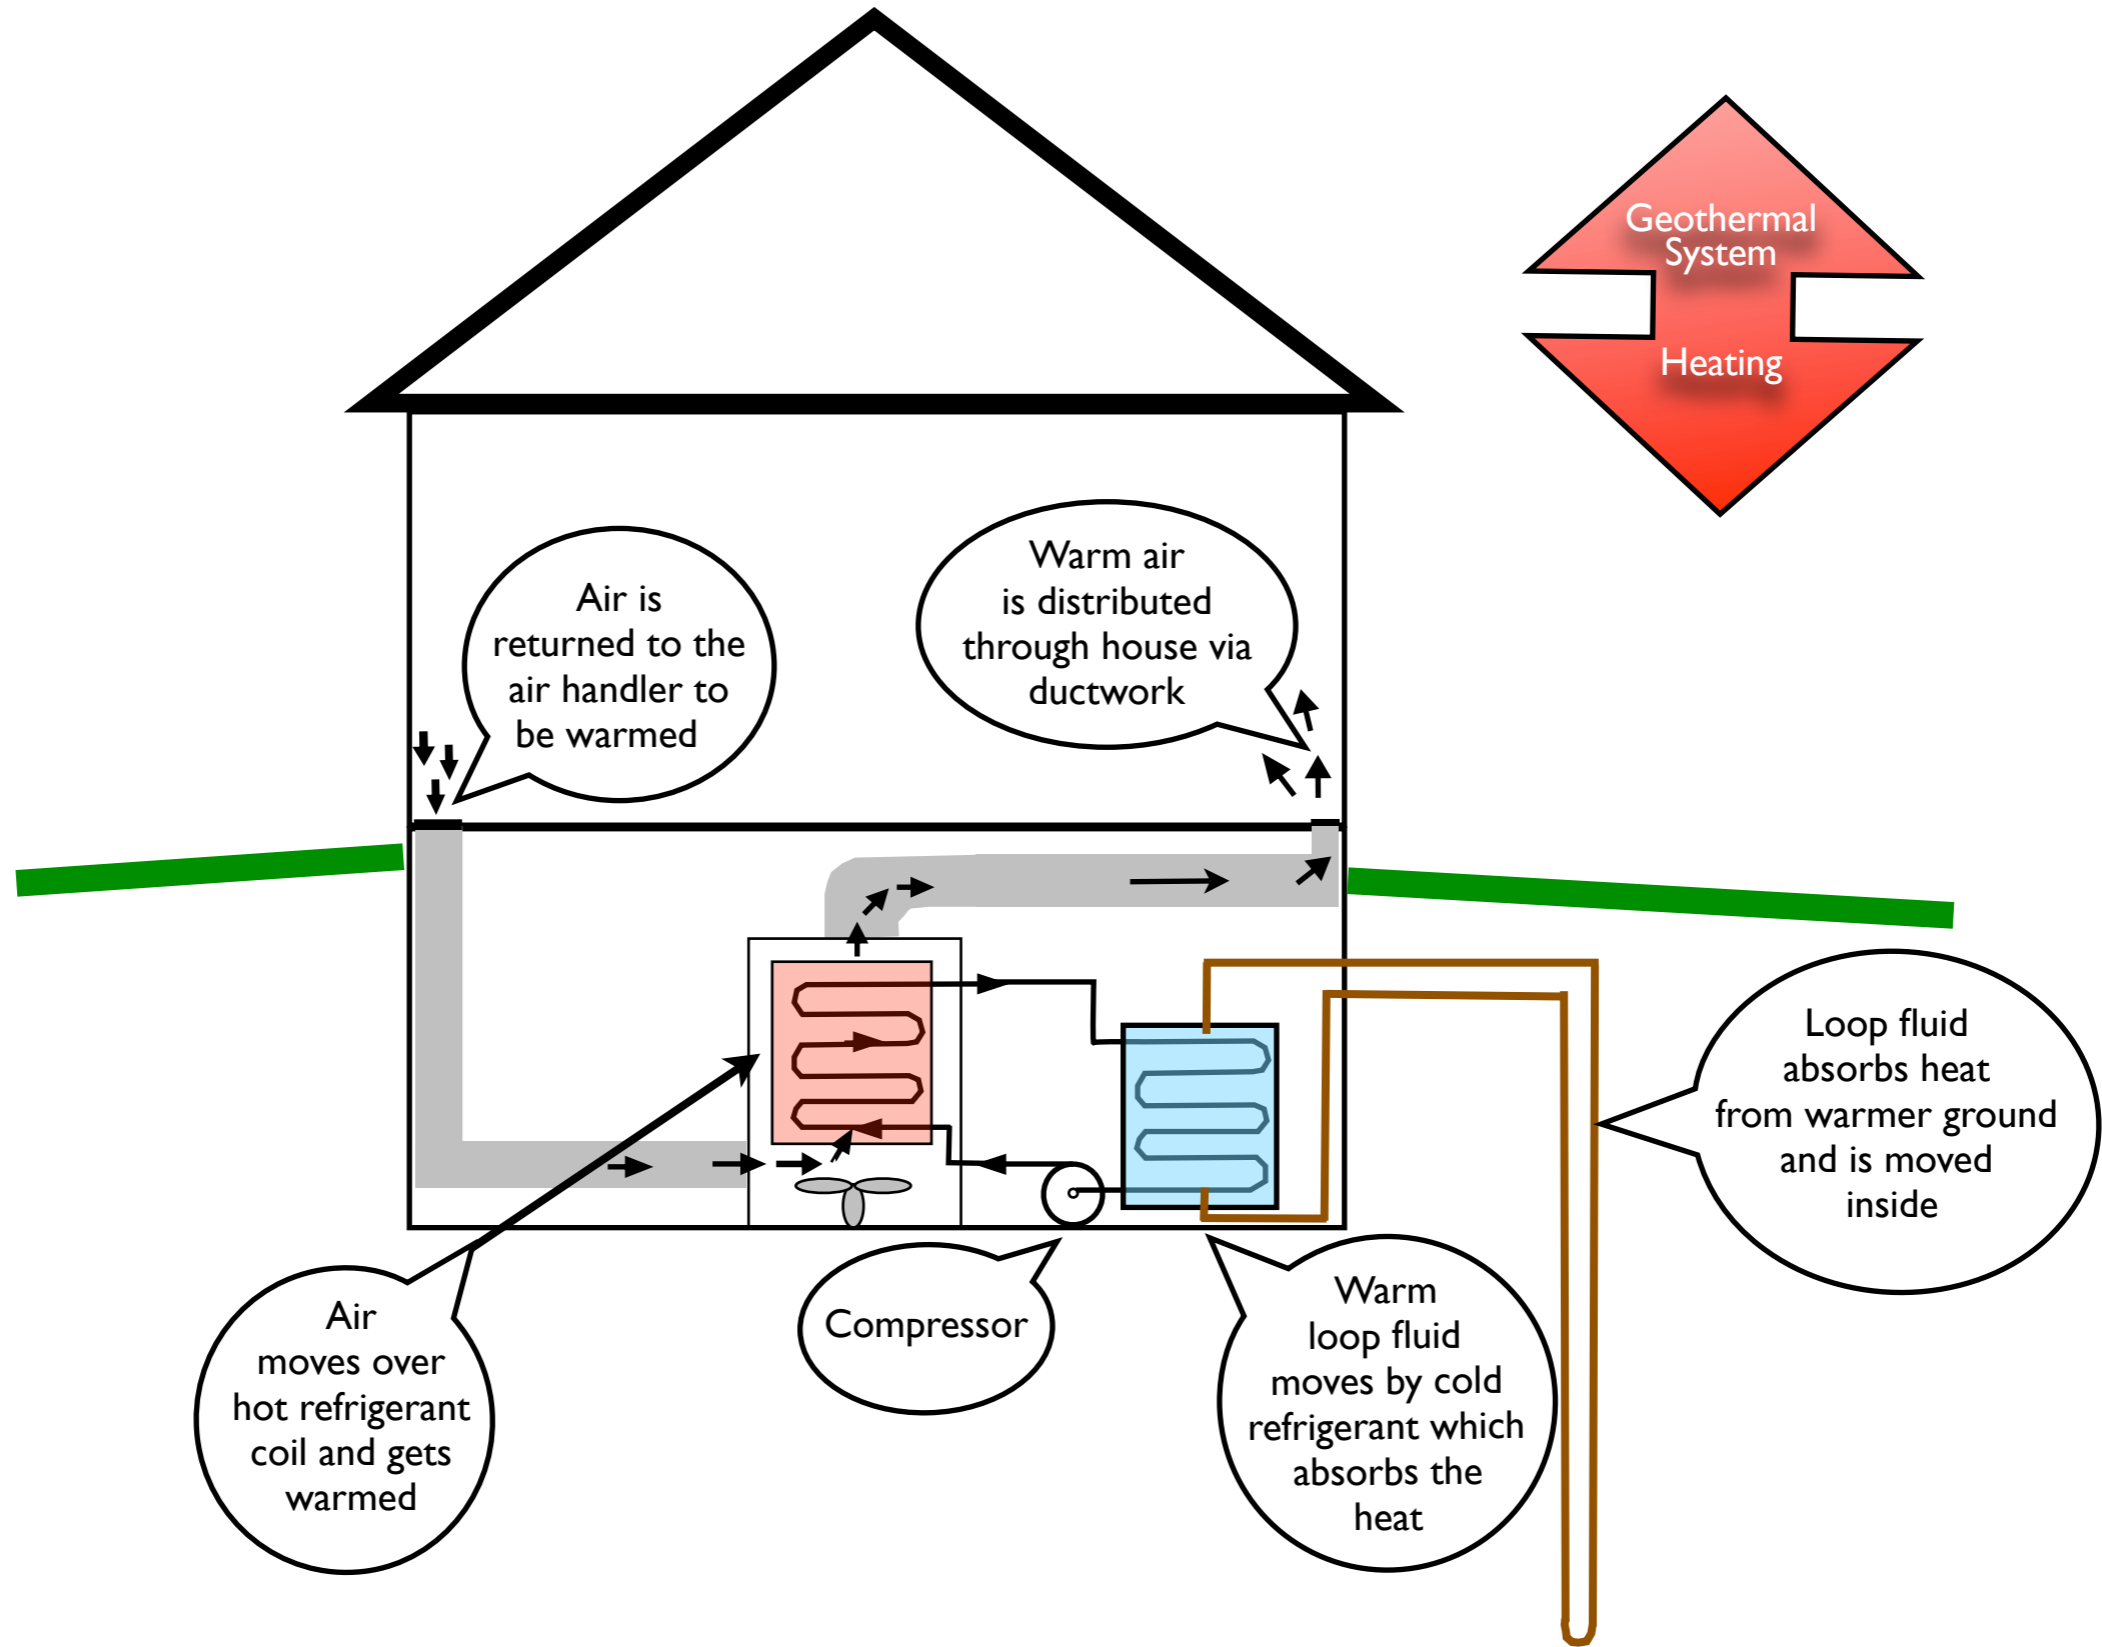 Geothermal
System
Heating
Air is
returned to the
air handler to
be warmed
Warm air
is distributed
through house via
ductwork
Loop fluid
absorbs heat
from warmer ground
and is moved
inside
Air
moves over
hot refrigerant
coil and gets
warmed
Compressor
Warm
loop fluid
moves by cold
refrigerant which
absorbs the
heat